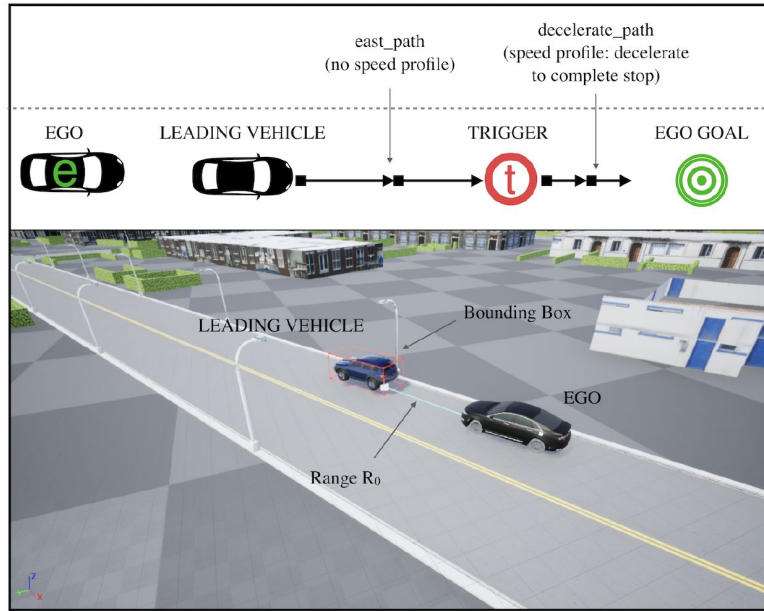 east_path
(no speed profile)
decelerate_path
(speed profile: decelerate
to complete stop)
EGO
LEADING VEHICLE
TRIGGER
EGO GOAL
e
t
LEADING VEHICLE
Bounding Box
EGO
Range R₀
Z
X